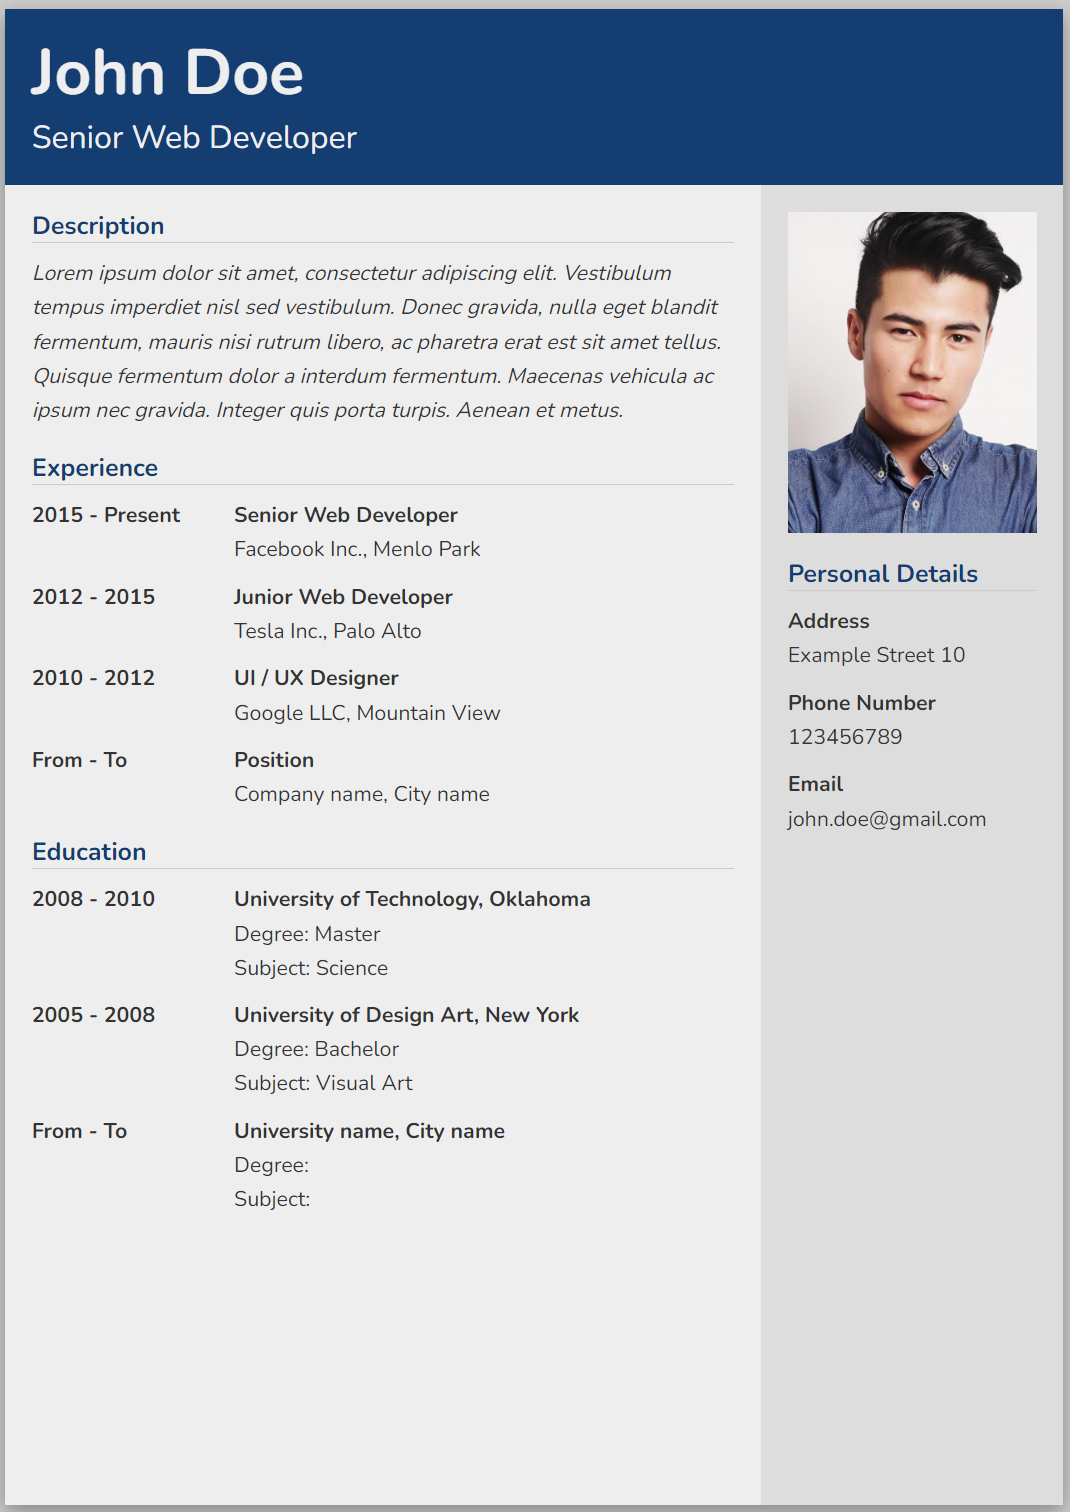 John Doe
Senior Web Developer
Description
Lorem ipsum dolor sit amet, consectetur adipiscing elit. Vestibulum
tempus imperdiet nisl sed vestibulum. Donec gravida, nulla eget blandit
fermentum, mauris nisi rutrum libero, ac pharetra erat est sit amet tellus.
Quisque fermentum dolor a interdum fermentum. Maecenas vehicula ac
ipsum nec gravida. Integer quis porta turpis. Aenean et metus.
Experience
2015 - Present Senior Web Developer
Facebook Inc., Menlo Park
2012 - 2015 Junior Web Developer
Tesla Inc., Palo Alto
2010 - 2012 UI / UX Designer
Google LLC, Mountain View
From - To Position
Company name, City name
Education
2008 - 2010 University of Technology, Oklahoma
Degree: Master
Subject: Science
2005 - 2008 University of Design Art, New York
Degree: Bachelor
Subject: Visual Art
From - To University name, City name
Degree:
Subject:
Personal Details
Address
Example Street 10
Phone Number
123456789
Email
john.doe@gmail.com